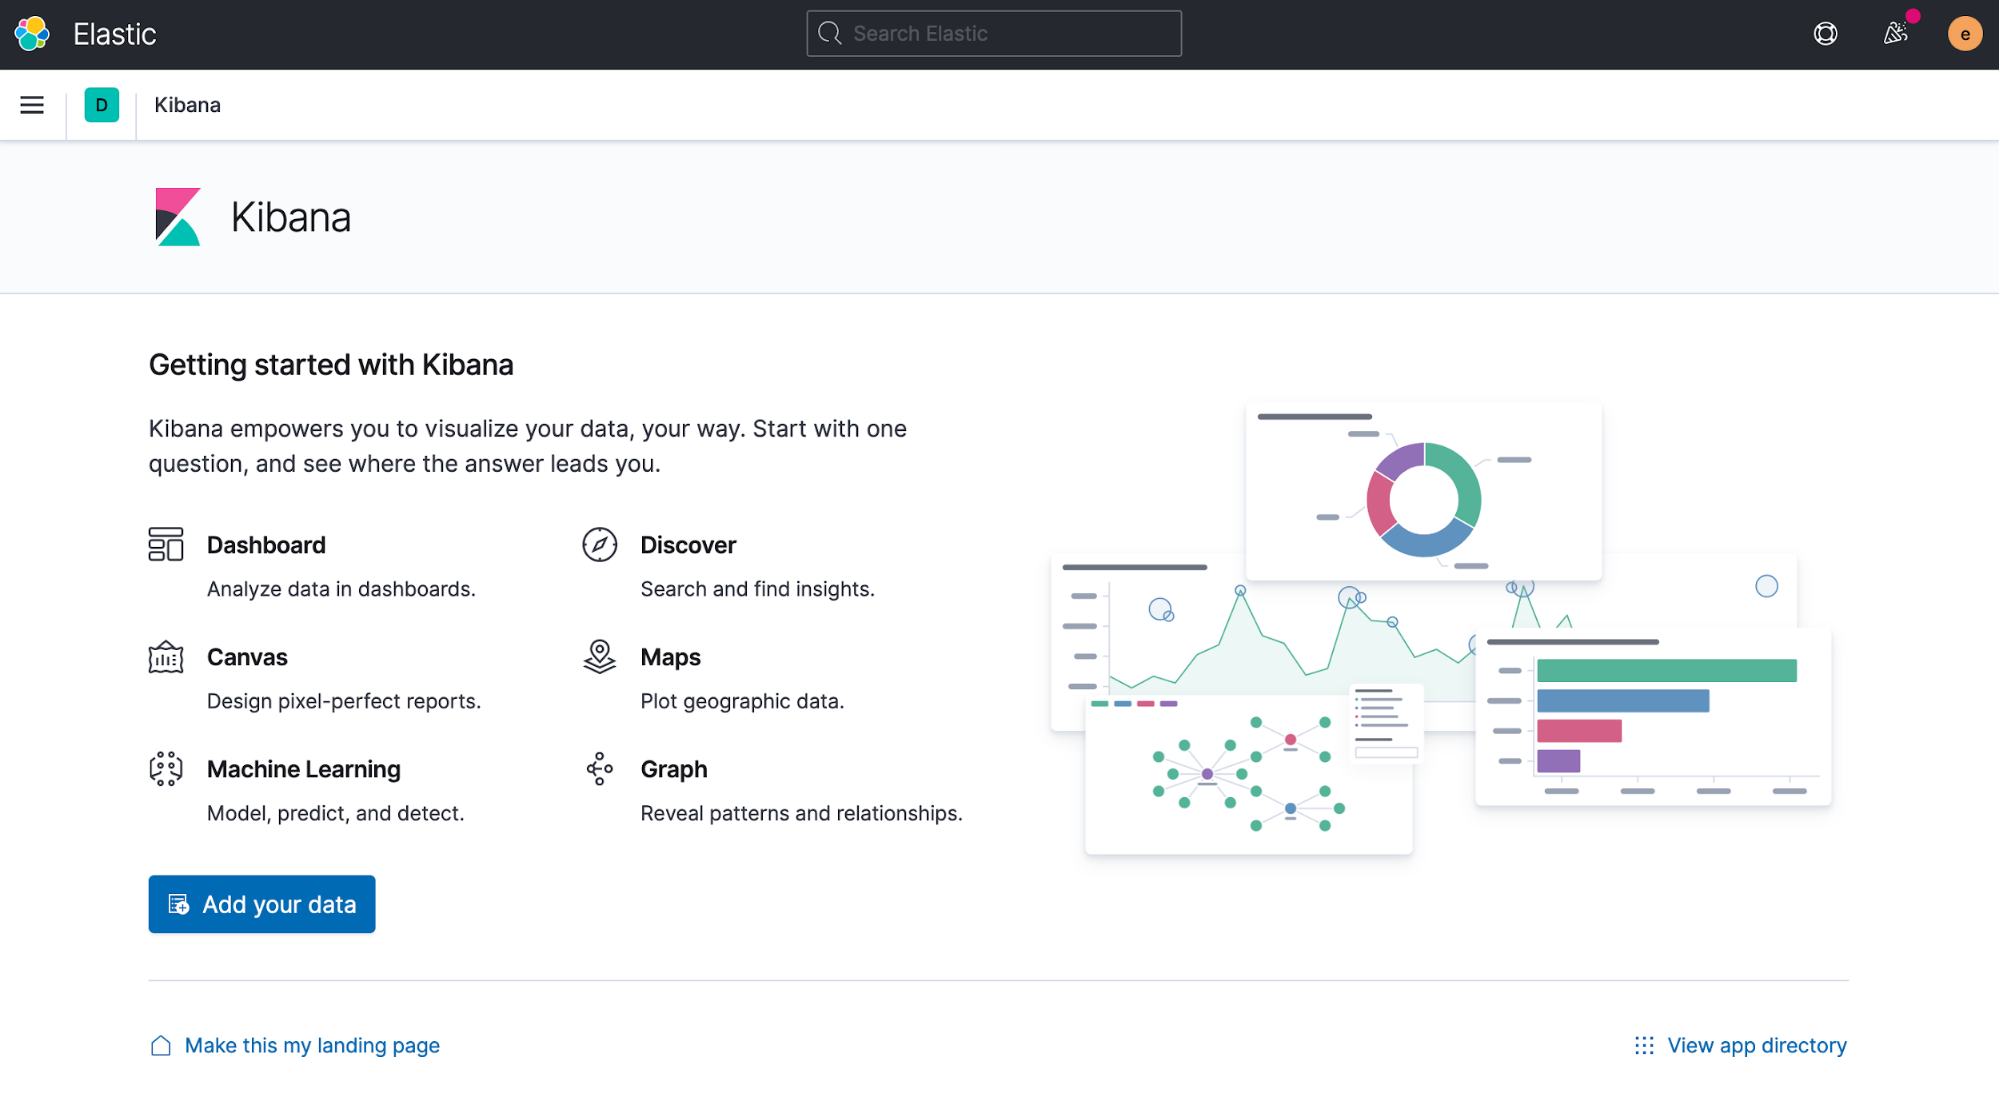 Elastic
Search Elastic
e
D
Kibana
Kibana
Getting started with Kibana
Kibana empowers you to visualize your data, your way. Start with one
question, and see where the answer leads you.
Dashboard
Analyze data in dashboards.
Discover
Search and find insights.
Canvas
Design pixel-perfect reports.
Maps
Plot geographic data.
Machine Learning
Model, predict, and detect.
Graph
Reveal patterns and relationships.
Add your data
Make this my landing page
View app directory